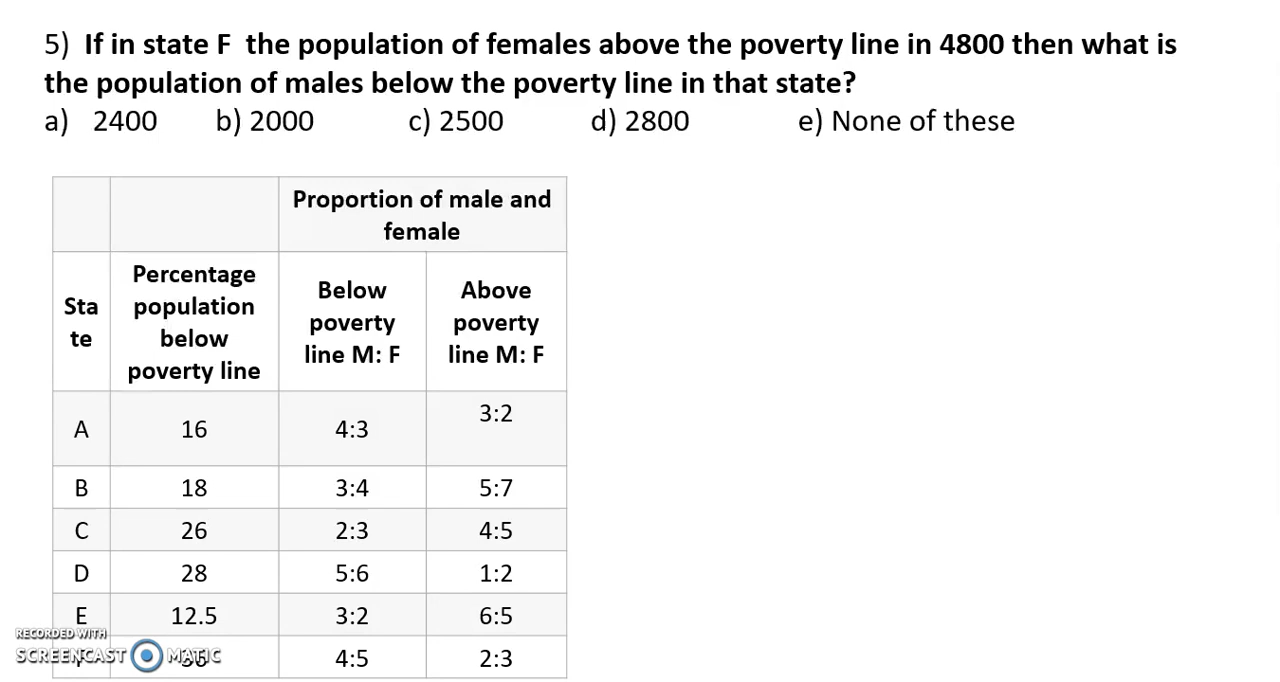 5) If in state F the population of females above the poverty line in 4800 then what is
the population of males below the poverty line in that state?
a) 2400 b) 2000 c) 2500 d) 2800 e) None of these
Proportion of male and
female
Sta
te
Percentage
population
below
poverty line
Below
poverty
line M: F
Above
poverty
line M: F
A 16 4:3 3:2
B 18 3:4 5:7
C 26 2:3 4:5
D 28 5:6 1:2
E 12.5 3:2 6:5
4:5 2:3
RECORDED WITH
SCREENCAST MATIC